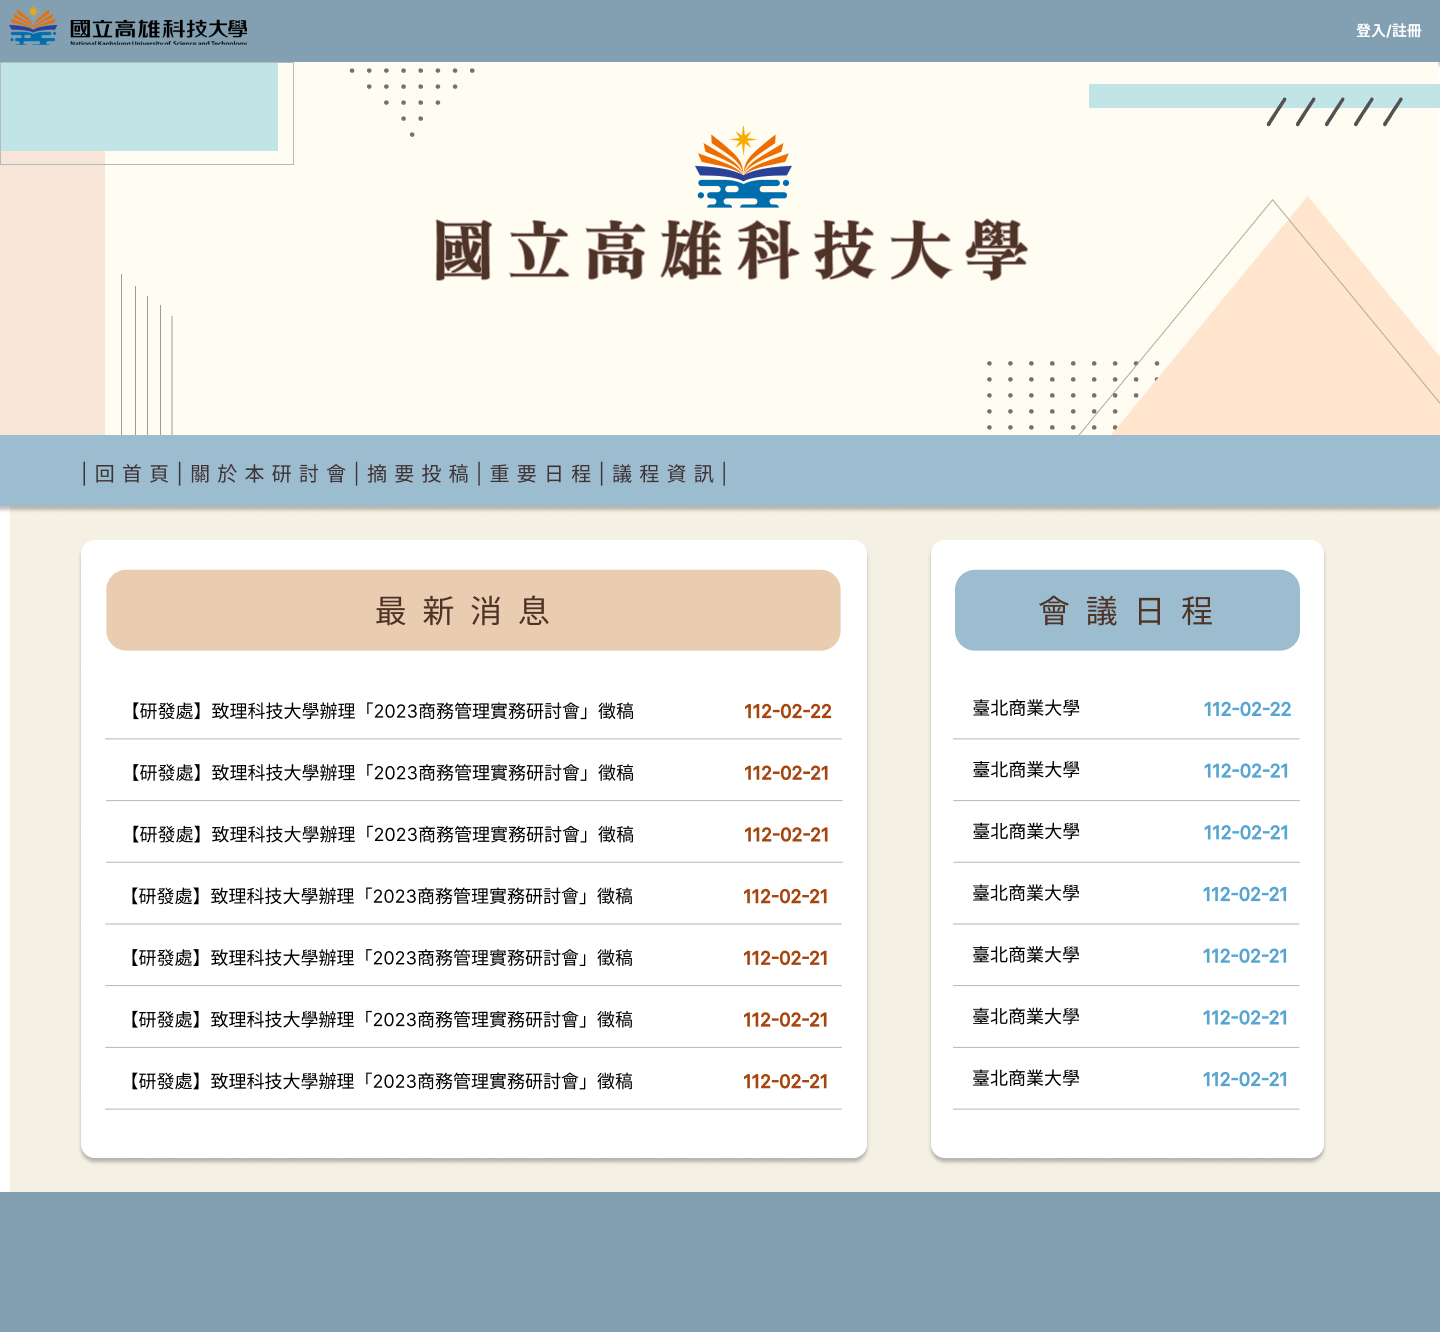 國立高雄科技大學
National Kaohsiung University of Science and Technology
登入/註冊
國立高雄科技大學
|回首頁|關於本研討會|摘要投稿|重要日程|議程資訊|
最新消息
【研發處】致理科技大學辦理「2023商務管理實務研討會」徵稿 112-02-22
【研發處】致理科技大學辦理「2023商務管理實務研討會」徵稿 112-02-21
【研發處】致理科技大學辦理「2023商務管理實務研討會」徵稿 112-02-21
【研發處】致理科技大學辦理「2023商務管理實務研討會」徵稿 112-02-21
【研發處】致理科技大學辦理「2023商務管理實務研討會」徵稿 112-02-21
【研發處】致理科技大學辦理「2023商務管理實務研討會」徵稿 112-02-21
【研發處】致理科技大學辦理「2023商務管理實務研討會」徵稿 112-02-21
會議日程
臺北商業大學 112-02-22
臺北商業大學 112-02-21
臺北商業大學 112-02-21
臺北商業大學 112-02-21
臺北商業大學 112-02-21
臺北商業大學 112-02-21
臺北商業大學 112-02-21